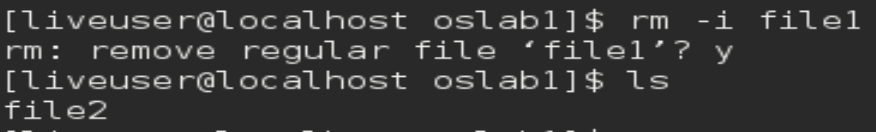 [liveuser@localhost oslab1]$ rm -i file1
rm: remove regular file ‘file1’? y
[liveuser@localhost oslab1]$ ls
file2